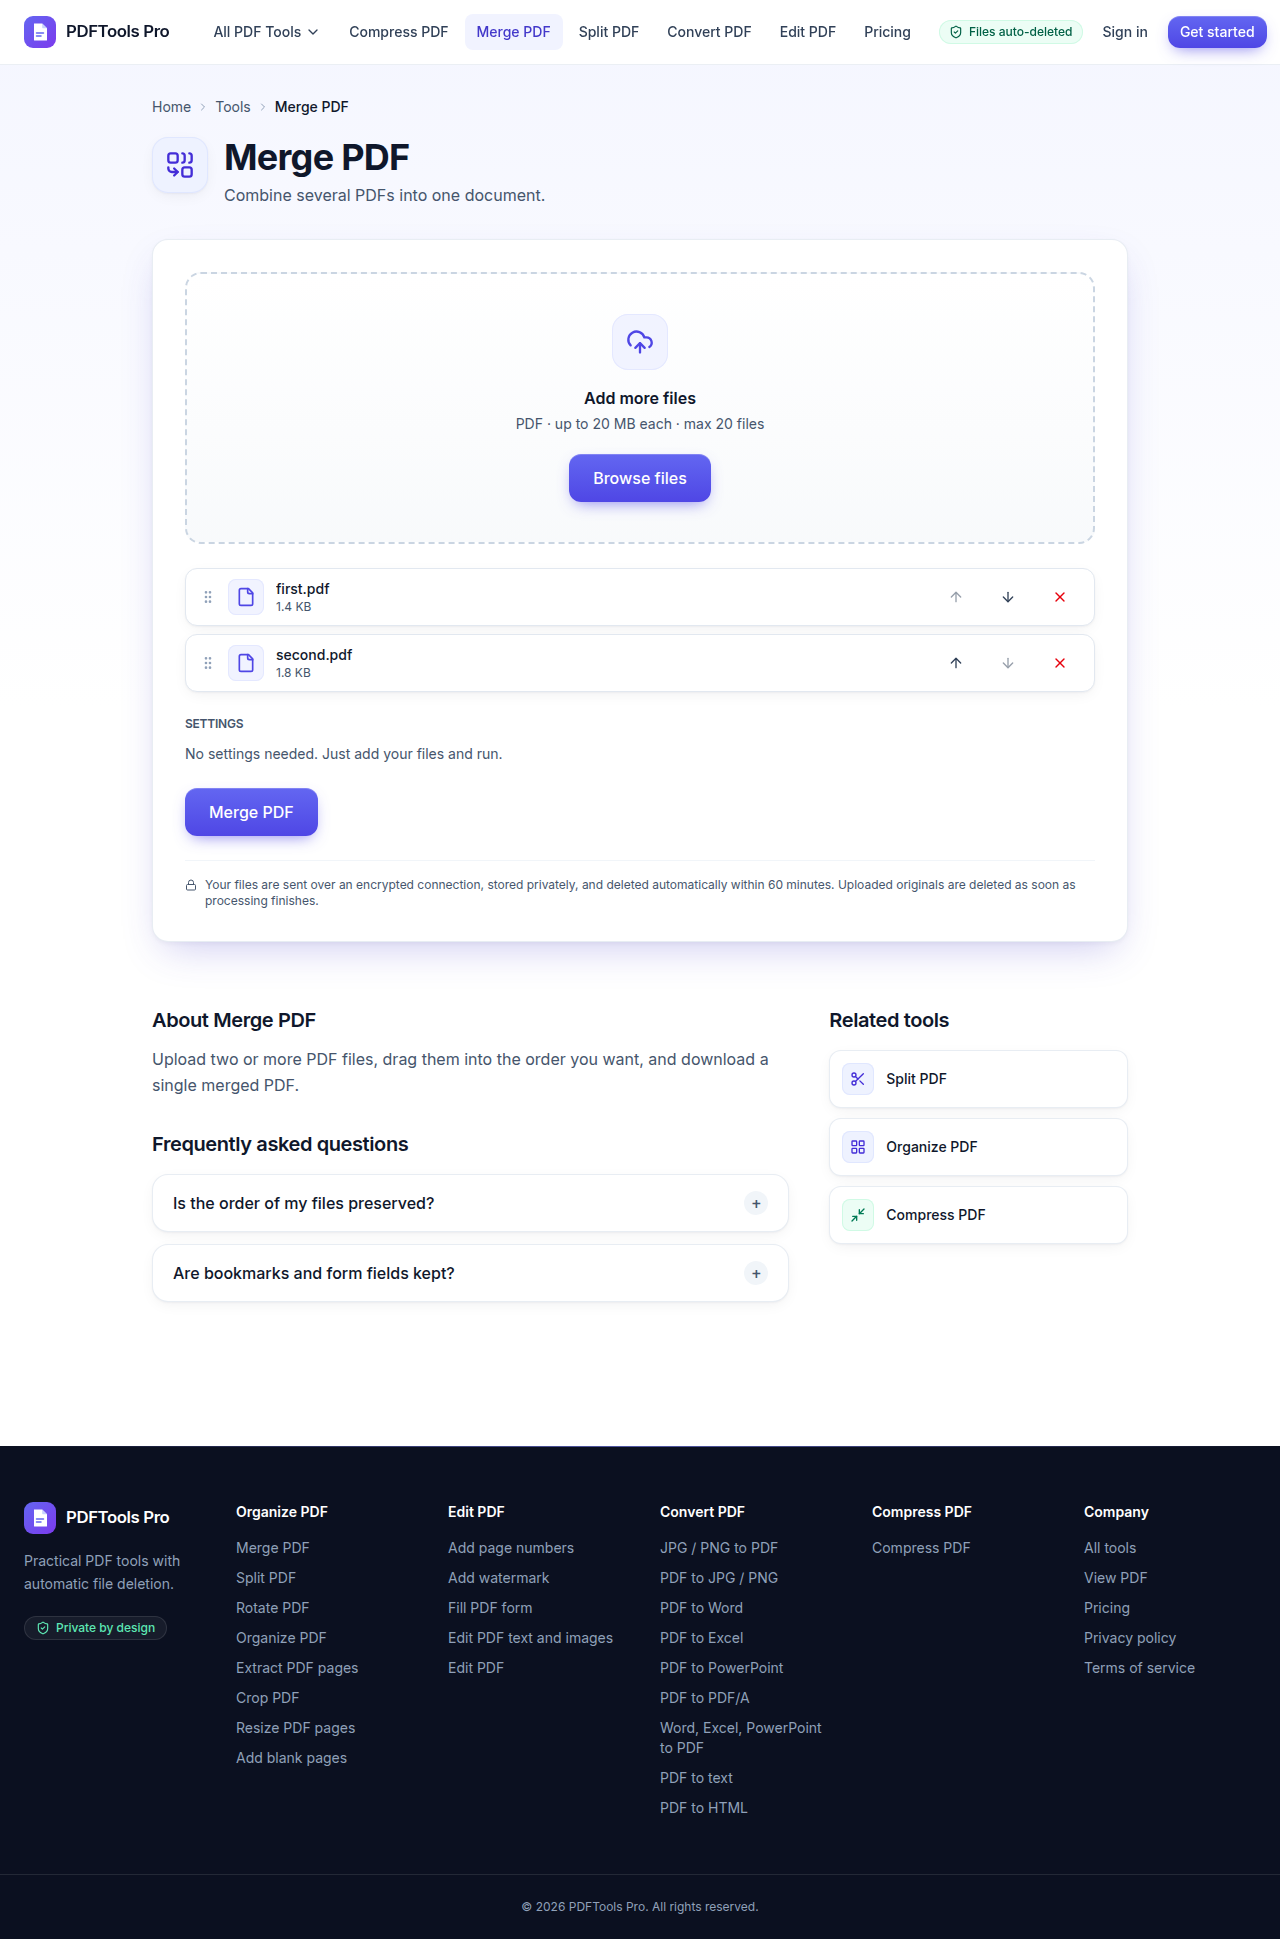 PDFTools Pro
All PDF Tools
Compress PDF
Merge PDF
Split PDF
Convert PDF
Edit PDF
Pricing
Files auto-deleted
Sign in
Get started
Home
Tools
Merge PDF
Merge PDF
Combine several PDFs into one document.
Add more files
PDF · up to 20 MB each · max 20 files
Browse files
first.pdf
1.4 KB
second.pdf
1.8 KB
SETTINGS
No settings needed. Just add your files and run.
Merge PDF
Your files are sent over an encrypted connection, stored privately, and deleted automatically within 60 minutes. Uploaded originals are deleted as soon as
processing finishes.
About Merge PDF
Upload two or more PDF files, drag them into the order you want, and download a
single merged PDF.
Frequently asked questions
Is the order of my files preserved?
+
Are bookmarks and form fields kept?
+
Related tools
Split PDF
Organize PDF
Compress PDF
PDFTools Pro
Practical PDF tools with
automatic file deletion.
Private by design
Organize PDF
Merge PDF
Split PDF
Rotate PDF
Organize PDF
Extract PDF pages
Crop PDF
Resize PDF pages
Add blank pages
Edit PDF
Add page numbers
Add watermark
Fill PDF form
Edit PDF text and images
Edit PDF
Convert PDF
JPG / PNG to PDF
PDF to JPG / PNG
PDF to Word
PDF to Excel
PDF to PowerPoint
PDF to PDF/A
Word, Excel, PowerPoint
to PDF
PDF to text
PDF to HTML
Compress PDF
Compress PDF
Company
All tools
View PDF
Pricing
Privacy policy
Terms of service
© 2026 PDFTools Pro. All rights reserved.